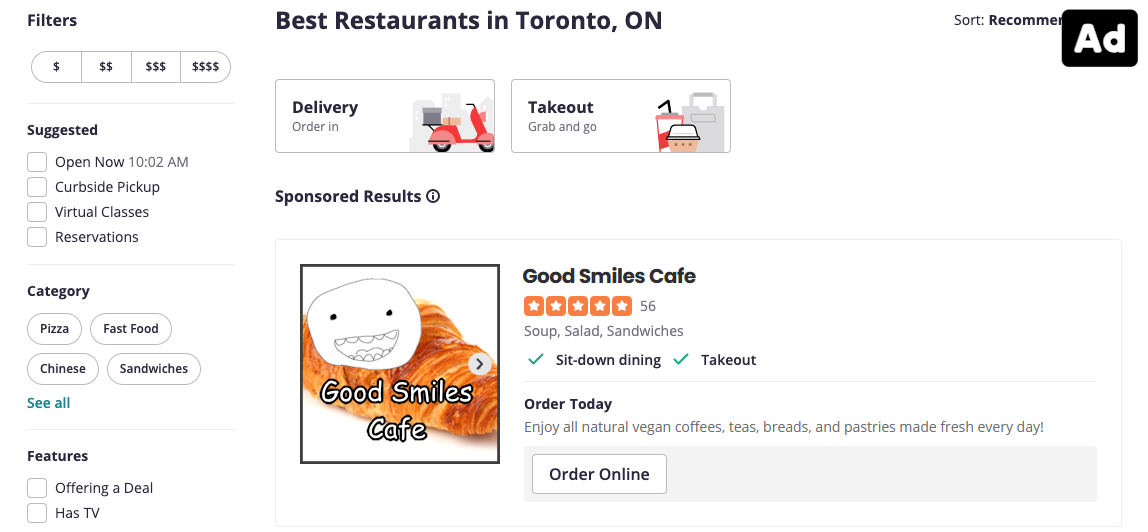 Filters
$ $$ $$$ $$$$
Suggested
Open Now 10:02 AM
Curbside Pickup
Virtual Classes
Reservations
Category
Pizza Fast Food
Chinese Sandwiches
See all
Features
Offering a Deal
Has TV
Best Restaurants in Toronto, ON
Sort:
Ad
Delivery
Order in
Takeout
Grab and go
Sponsored Results
Good Smiles
Cafe
Good Smiles Cafe
56
Soup, Salad, Sandwiches
Sit-down dining Takeout
Order Today
Enjoy all natural vegan coffees, teas, breads, and pastries made fresh every day!
Order Online